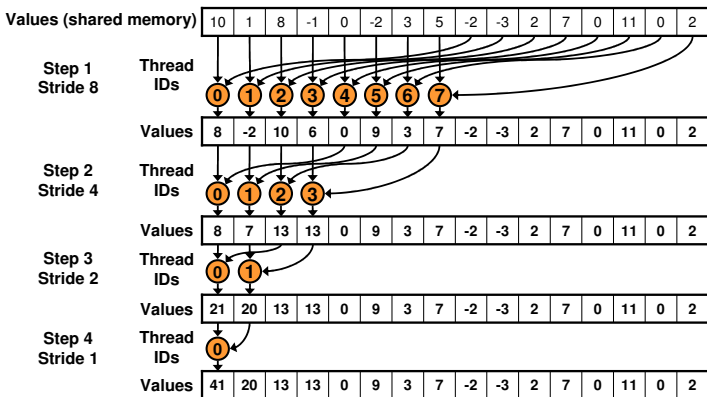 Values (shared memory) 10 1 8 -1 0 -2 3 5 -2 -3 2 7 0 11 0 2
Step 1 Thread
Stride 8 IDs
0 1 2 3 4 5 6 7
Values 8 -2 10 6 0 9 3 7 -2 -3 2 7 0 11 0 2
Step 2 Thread
Stride 4 IDs
0 1 2 3
Values 8 7 13 13 0 9 3 7 -2 -3 2 7 0 11 0 2
Step 3 Thread
Stride 2 IDs
0 1
Values 21 20 13 13 0 9 3 7 -2 -3 2 7 0 11 0 2
Step 4 Thread
Stride 1 IDs
0
Values 41 20 13 13 0 9 3 7 -2 -3 2 7 0 11 0 2